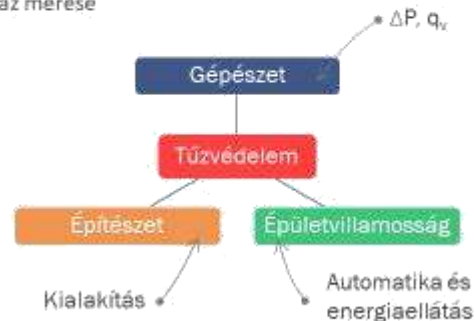 az mérése
ΔP, qv
Gépészet
Tűzvédelem
Építészet
Épületvillamosság
Kialakítás
Automatika és
energiaellátás